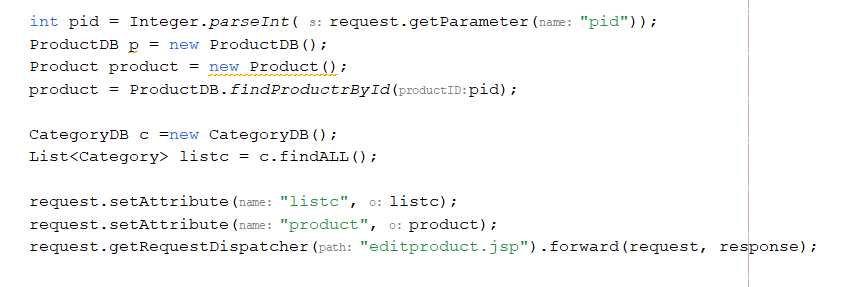 int pid = Integer.parseInt( s: request.getParameter(name: "pid"));
ProductDB p = new ProductDB();
Product product = new Product();
product = ProductDB.findProductrById(productID:pid);
CategoryDB c =new CategoryDB();
List<Category> listc = c.findALL();
request.setAttribute(name: "listc", o: listc);
request.setAttribute(name: "product", o: product);
request.getRequestDispatcher(path: "editproduct.jsp").forward(request, response);